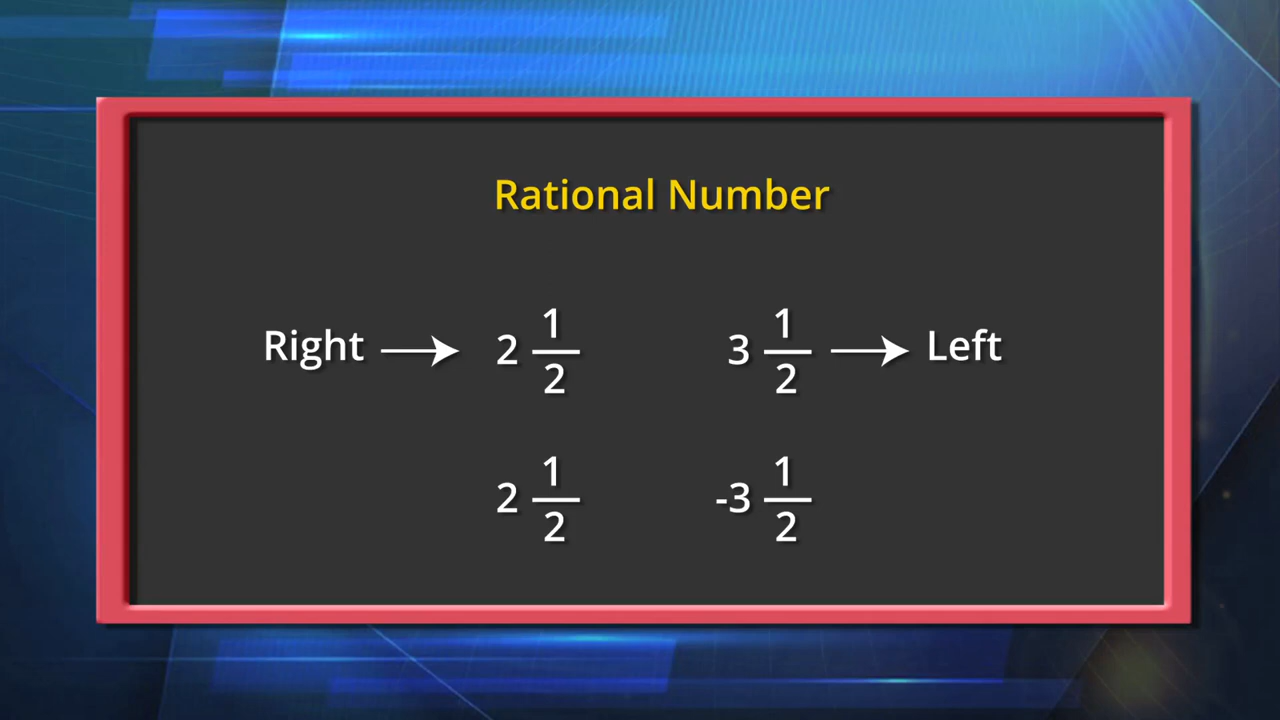 Rational Number
Right → 2 1/2 3 1/2 → Left
2 1/2 -3 1/2